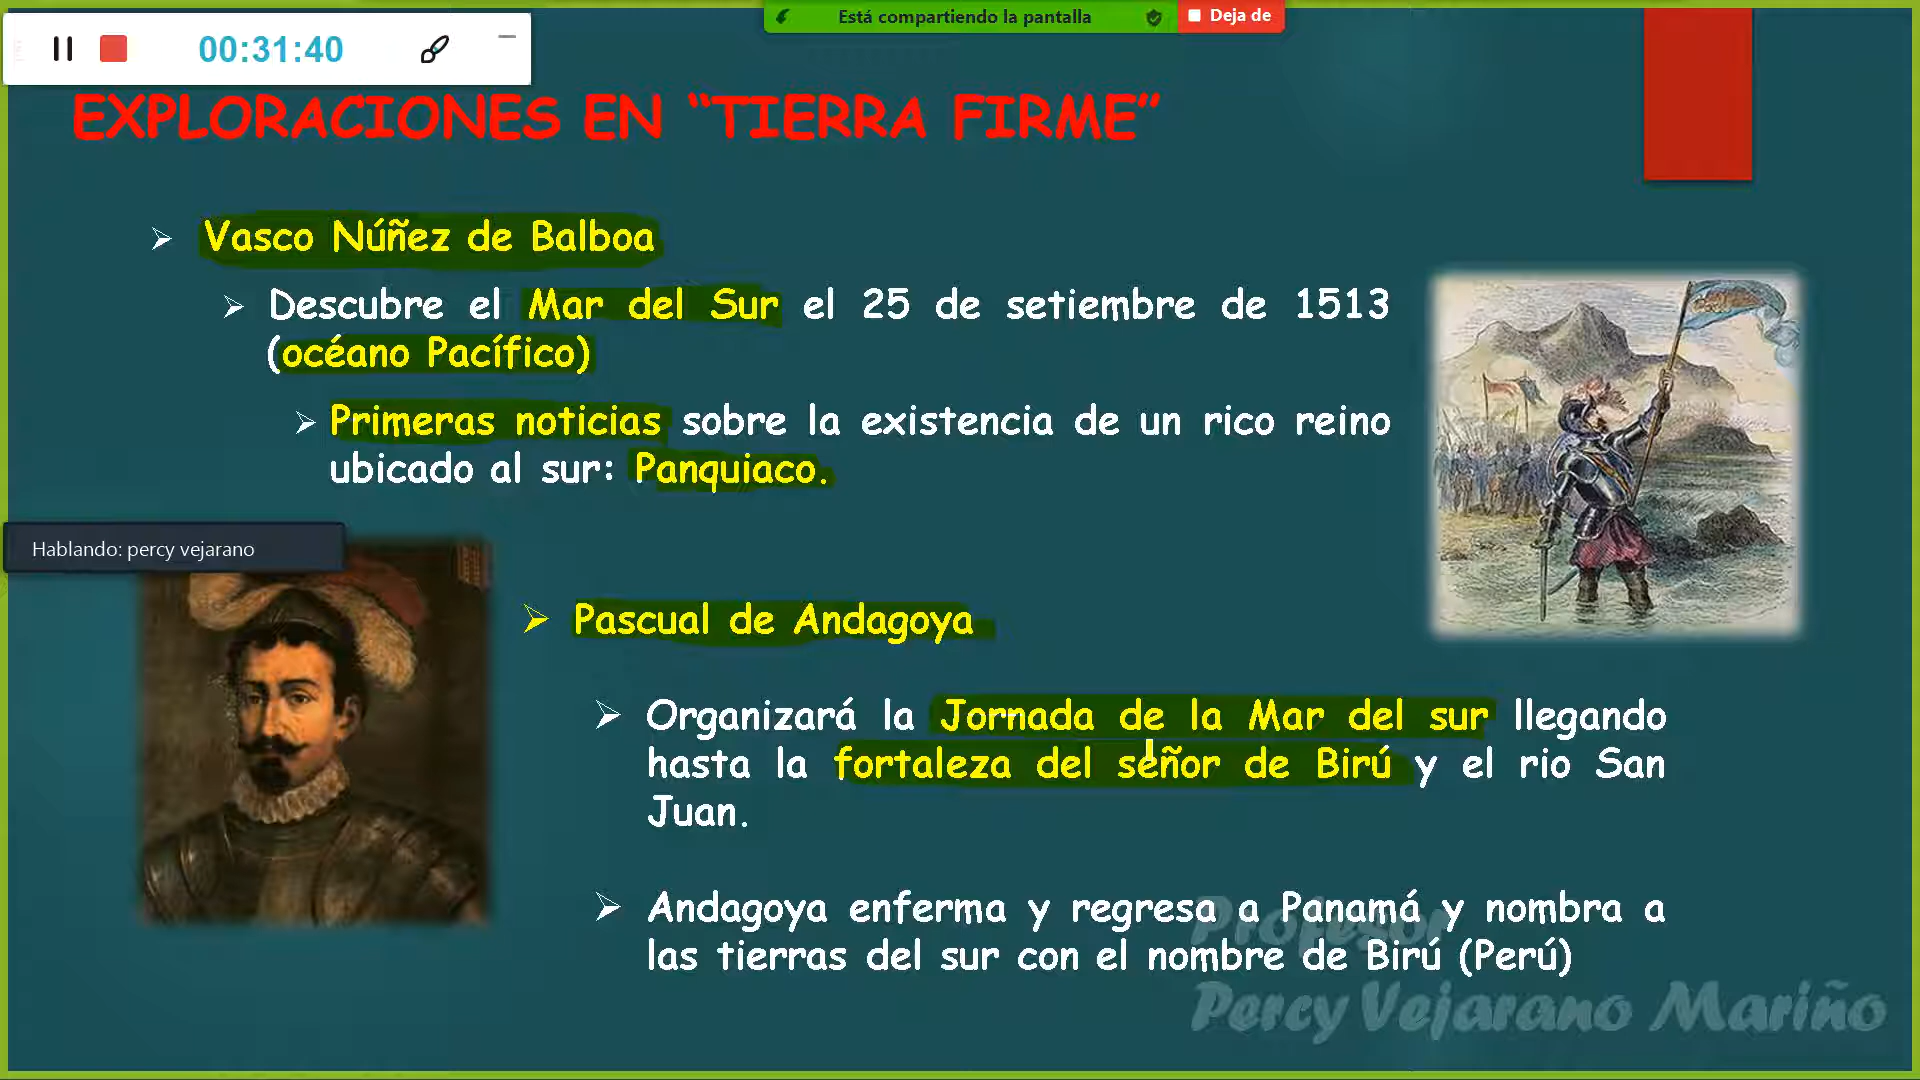 Está compartiendo la pantalla
Deja de
00:31:40
EXPLORACIONES EN “TIERRA FIRME”
Vasco Núñez de Balboa
Descubre el Mar del Sur el 25 de setiembre de 1513
(océano Pacífico)
Primeras noticias sobre la existencia de un rico reino
ubicado al sur: Panquiaco.
Hablando: percy vejarano
Pascual de Andagoya
Organizará la Jornada de la Mar del sur llegando
hasta la fortaleza del señor de Birú y el rio San
Juan.
Andagoya enferma y regresa a Panamá y nombra a
las tierras del sur con el nombre de Birú (Perú)
Profesor
Percy Vejarano Mariño